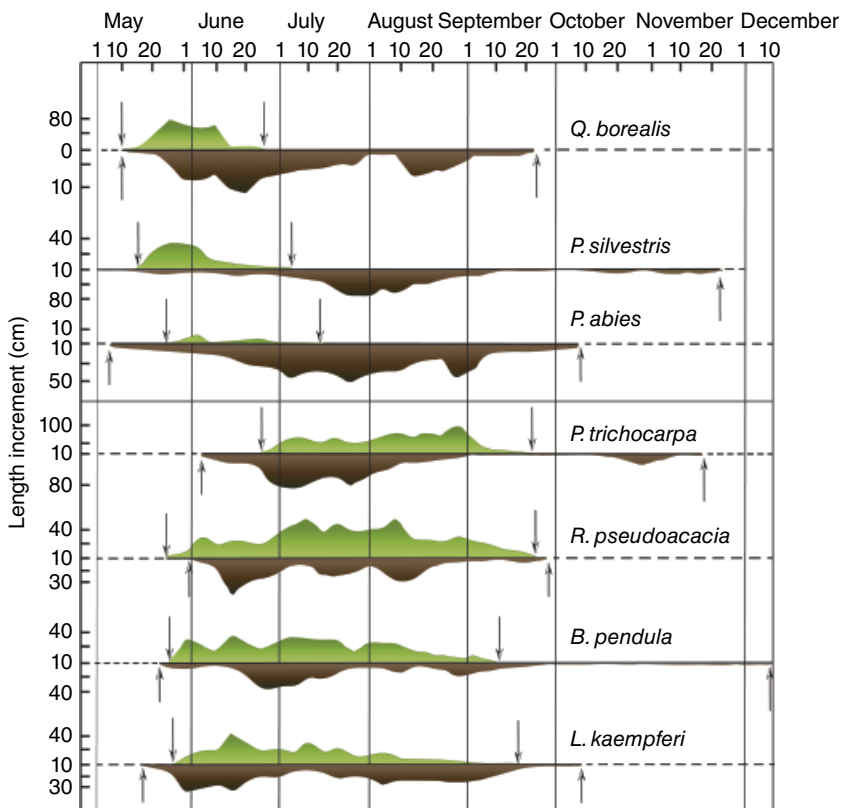 May June July August September October November December
1 10 20 1 10 20 1 10 20 1 10 20 1 10 20 1 10 20 1 10 20 1 10
80 Q. borealis
0
10
40 P. silvestris
10
80 P. abies
10
10
50
100 P. trichocarpa
10
80
40 R. pseudoacacia
10
30
40 B. pendula
10
40
40 L. kaempferi
10
30
Length increment (cm)